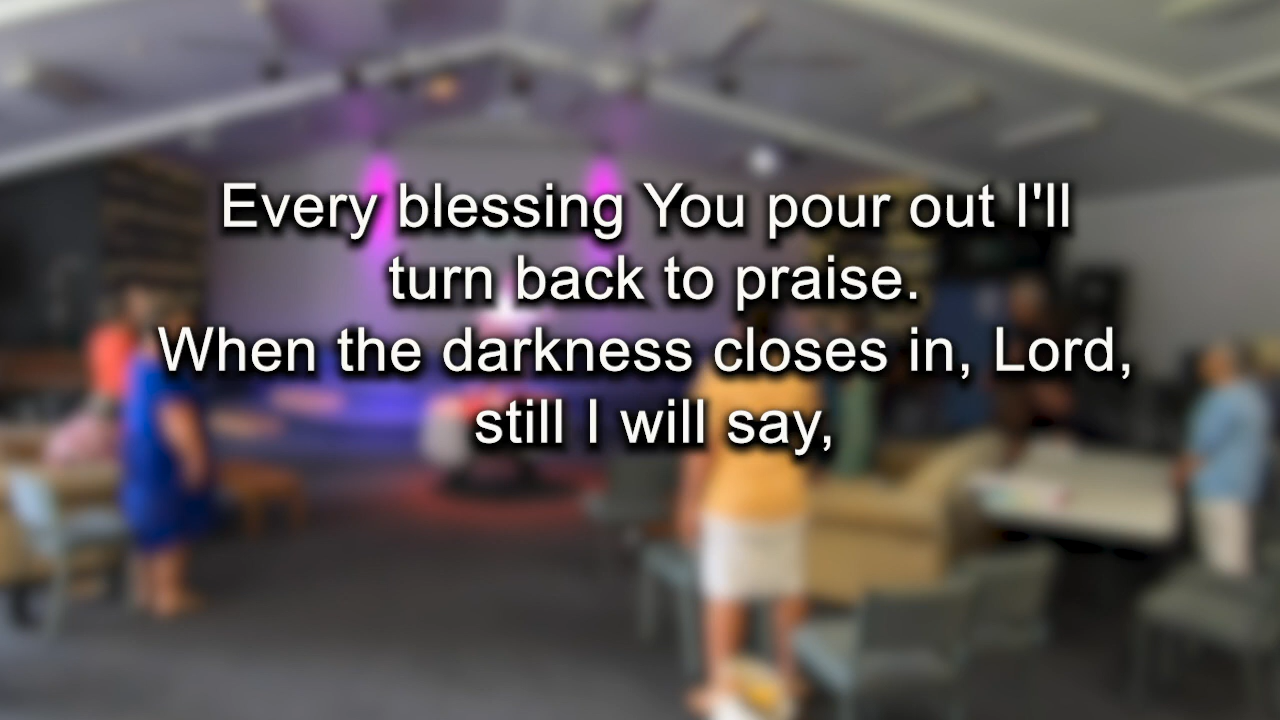 Every blessing You pour out I'll
turn back to praise.
When the darkness closes in, Lord,
still I will say,